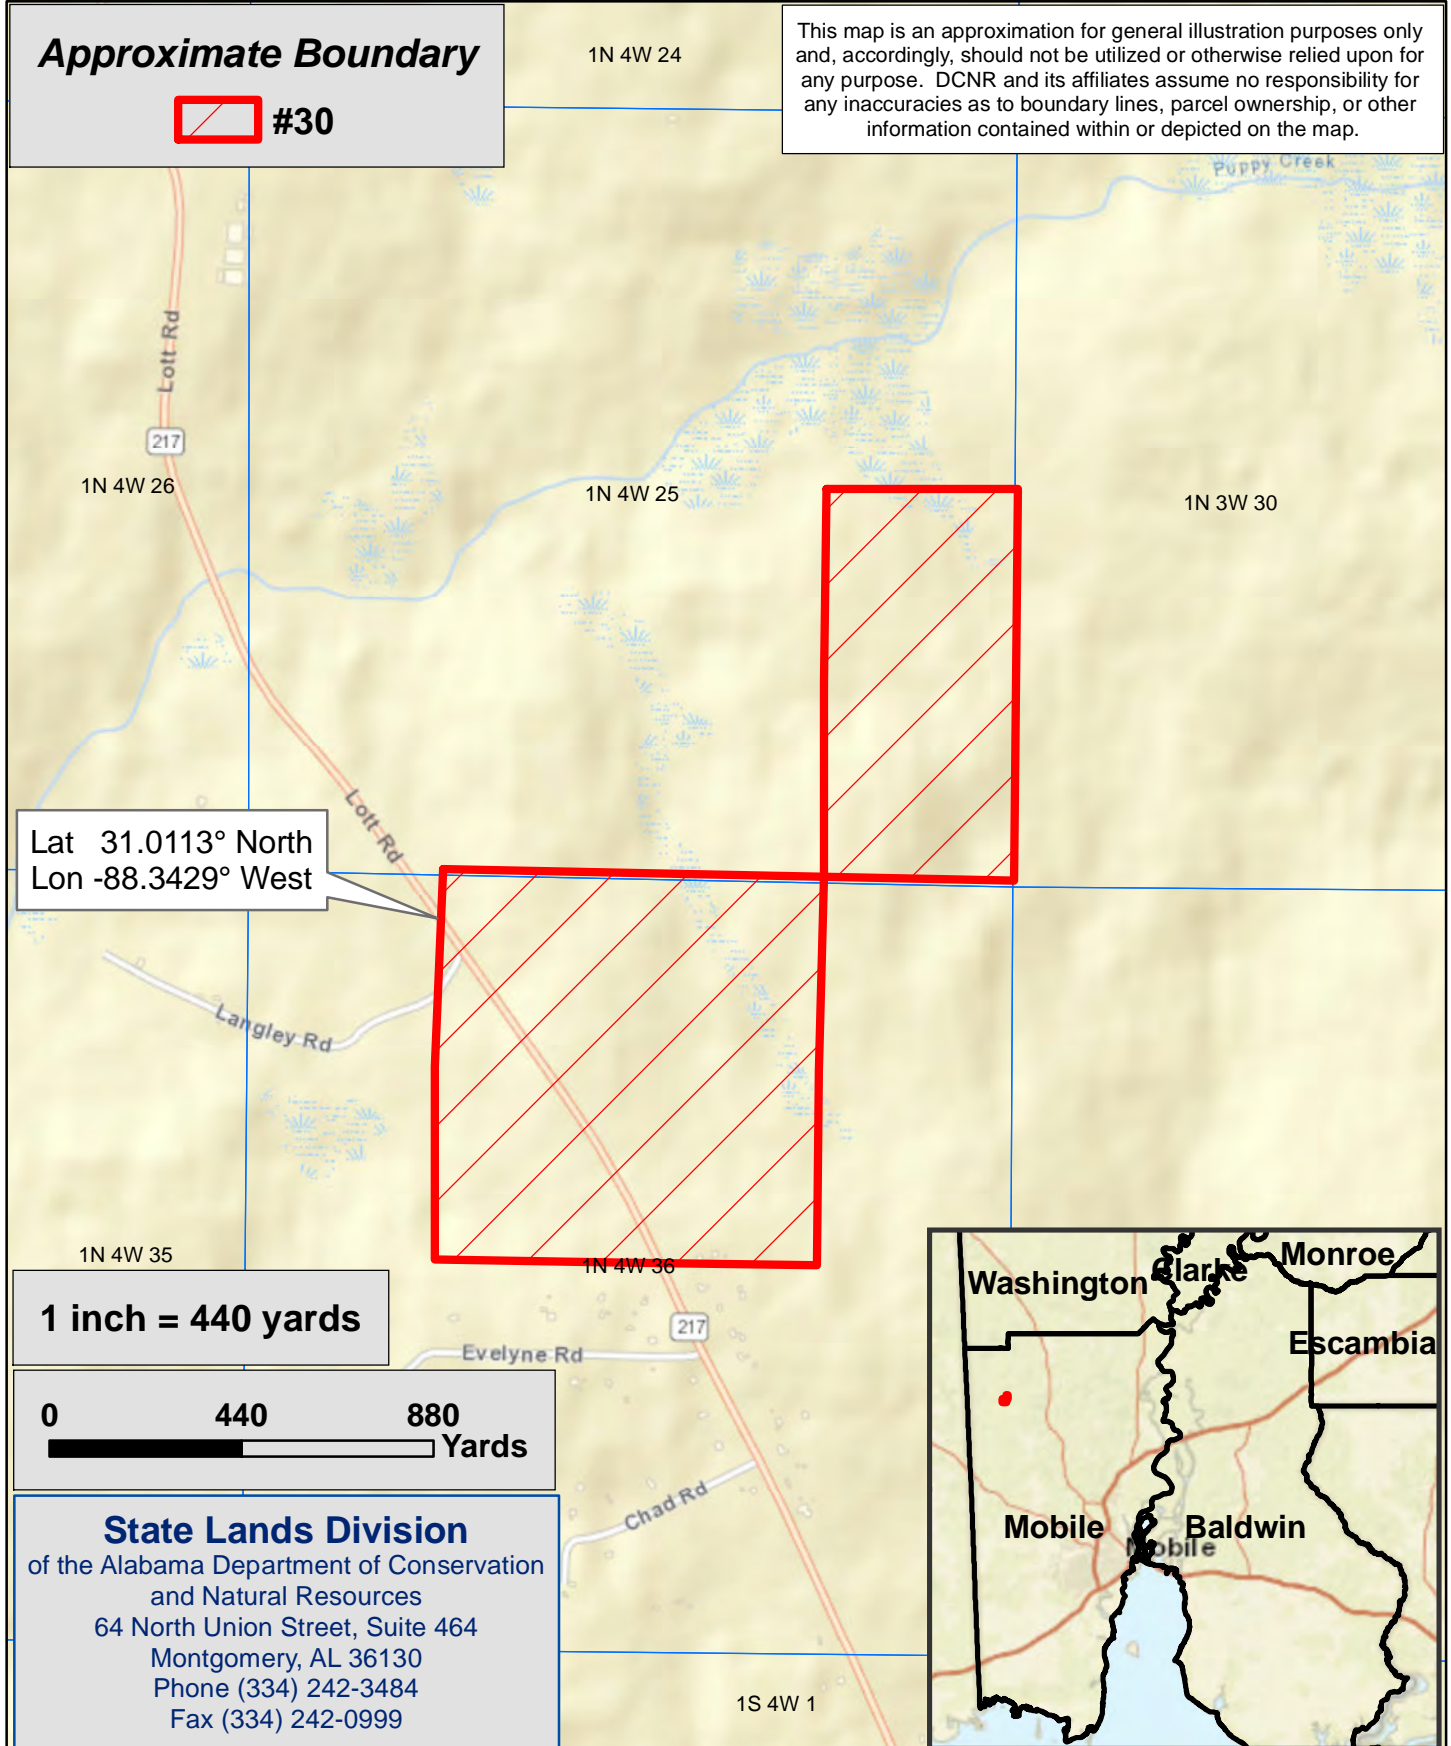 Approximate Boundary
#30
1N 4W 24
This map is an approximation for general illustration purposes only
and, accordingly, should not be utilized or otherwise relied upon for
any purpose. DCNR and its affiliates assume no responsibility for
any inaccuracies as to boundary lines, parcel ownership, or other
information contained within or depicted on the map.
Puppy Creek
Lott Rd
217
1N 4W 26
1N 4W 25
1N 3W 30
Lott Rd
Lat 31.0113° North
Lon -88.3429° West
Langley Rd
1N 4W 35
1N 4W 36
217
Evelyne Rd
Chad Rd
1S 4W 1
1 inch = 440 yards
0 440 880
Yards
State Lands Division
of the Alabama Department of Conservation
and Natural Resources
64 North Union Street, Suite 464
Montgomery, AL 36130
Phone (334) 242-3484
Fax (334) 242-0999
Washington
Clarke
Monroe
Escambia
Mobile
Baldwin
Mobile